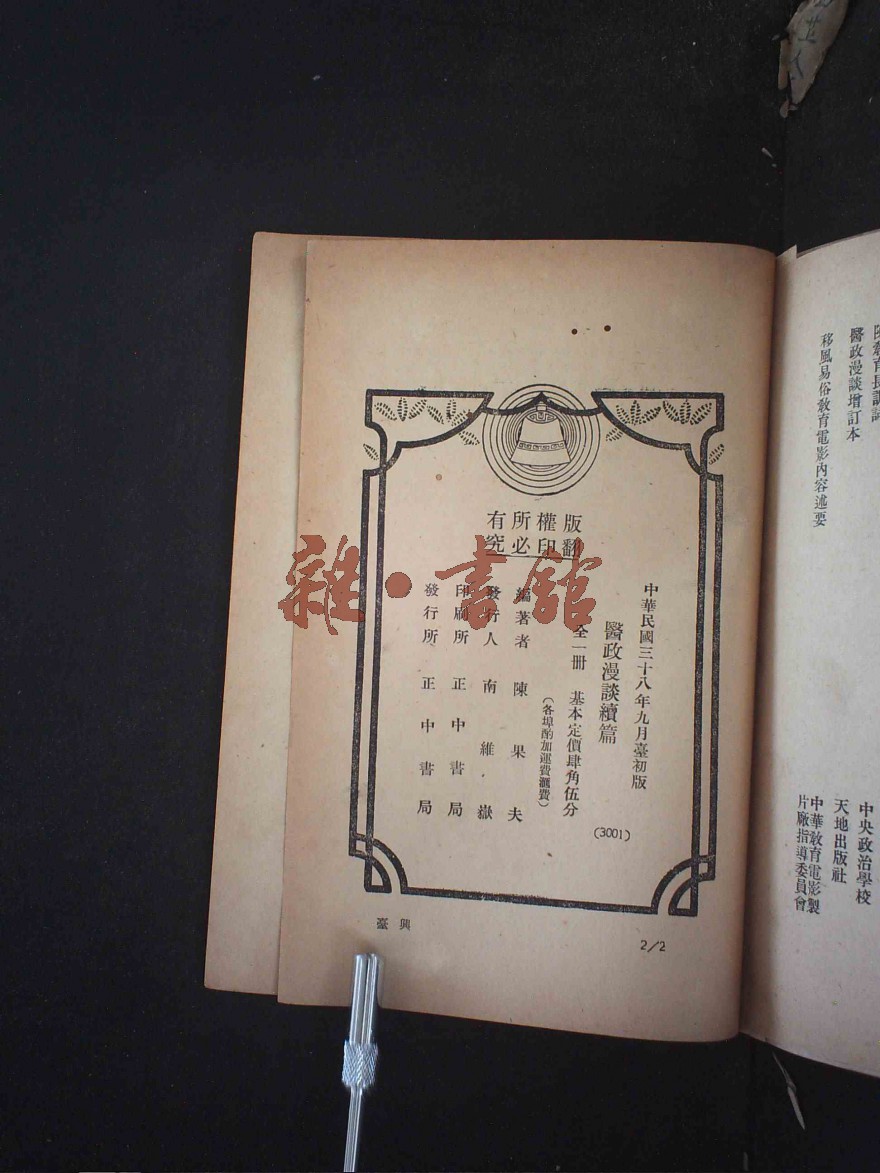 版權所有
翻印必究
中華民國三十八年九月臺初版
醫政漫談續篇
全一冊 基本定價肆角伍分
(各埠酌加運費滙費)
編著者 陳果夫
發行人 南維嶽
印刷所 正中書局
發行所 正中書局
(3001)
興臺
2/2
雜·書館
醫政漫談增訂本
天地出版社
移風易俗敎育電影內容述要
中華敎育電影製
片廠指導委員會
中央政治學校